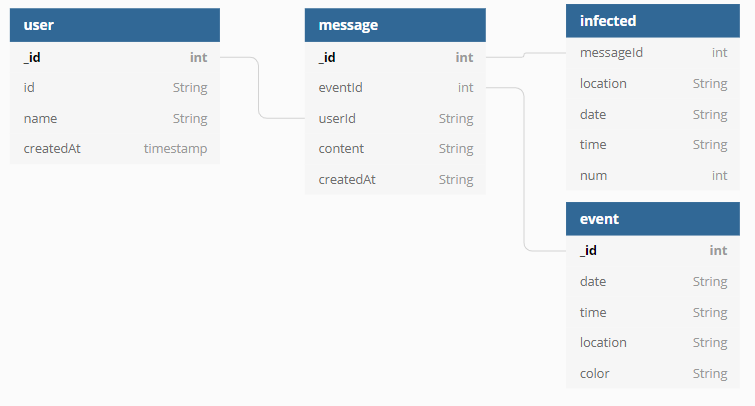 user
_id int
id String
name String
createdAt timestamp
message
_id int
eventId int
userId String
content String
createdAt String
infected
messageId int
location String
date String
time String
num int
event
_id int
date String
time String
location String
color String